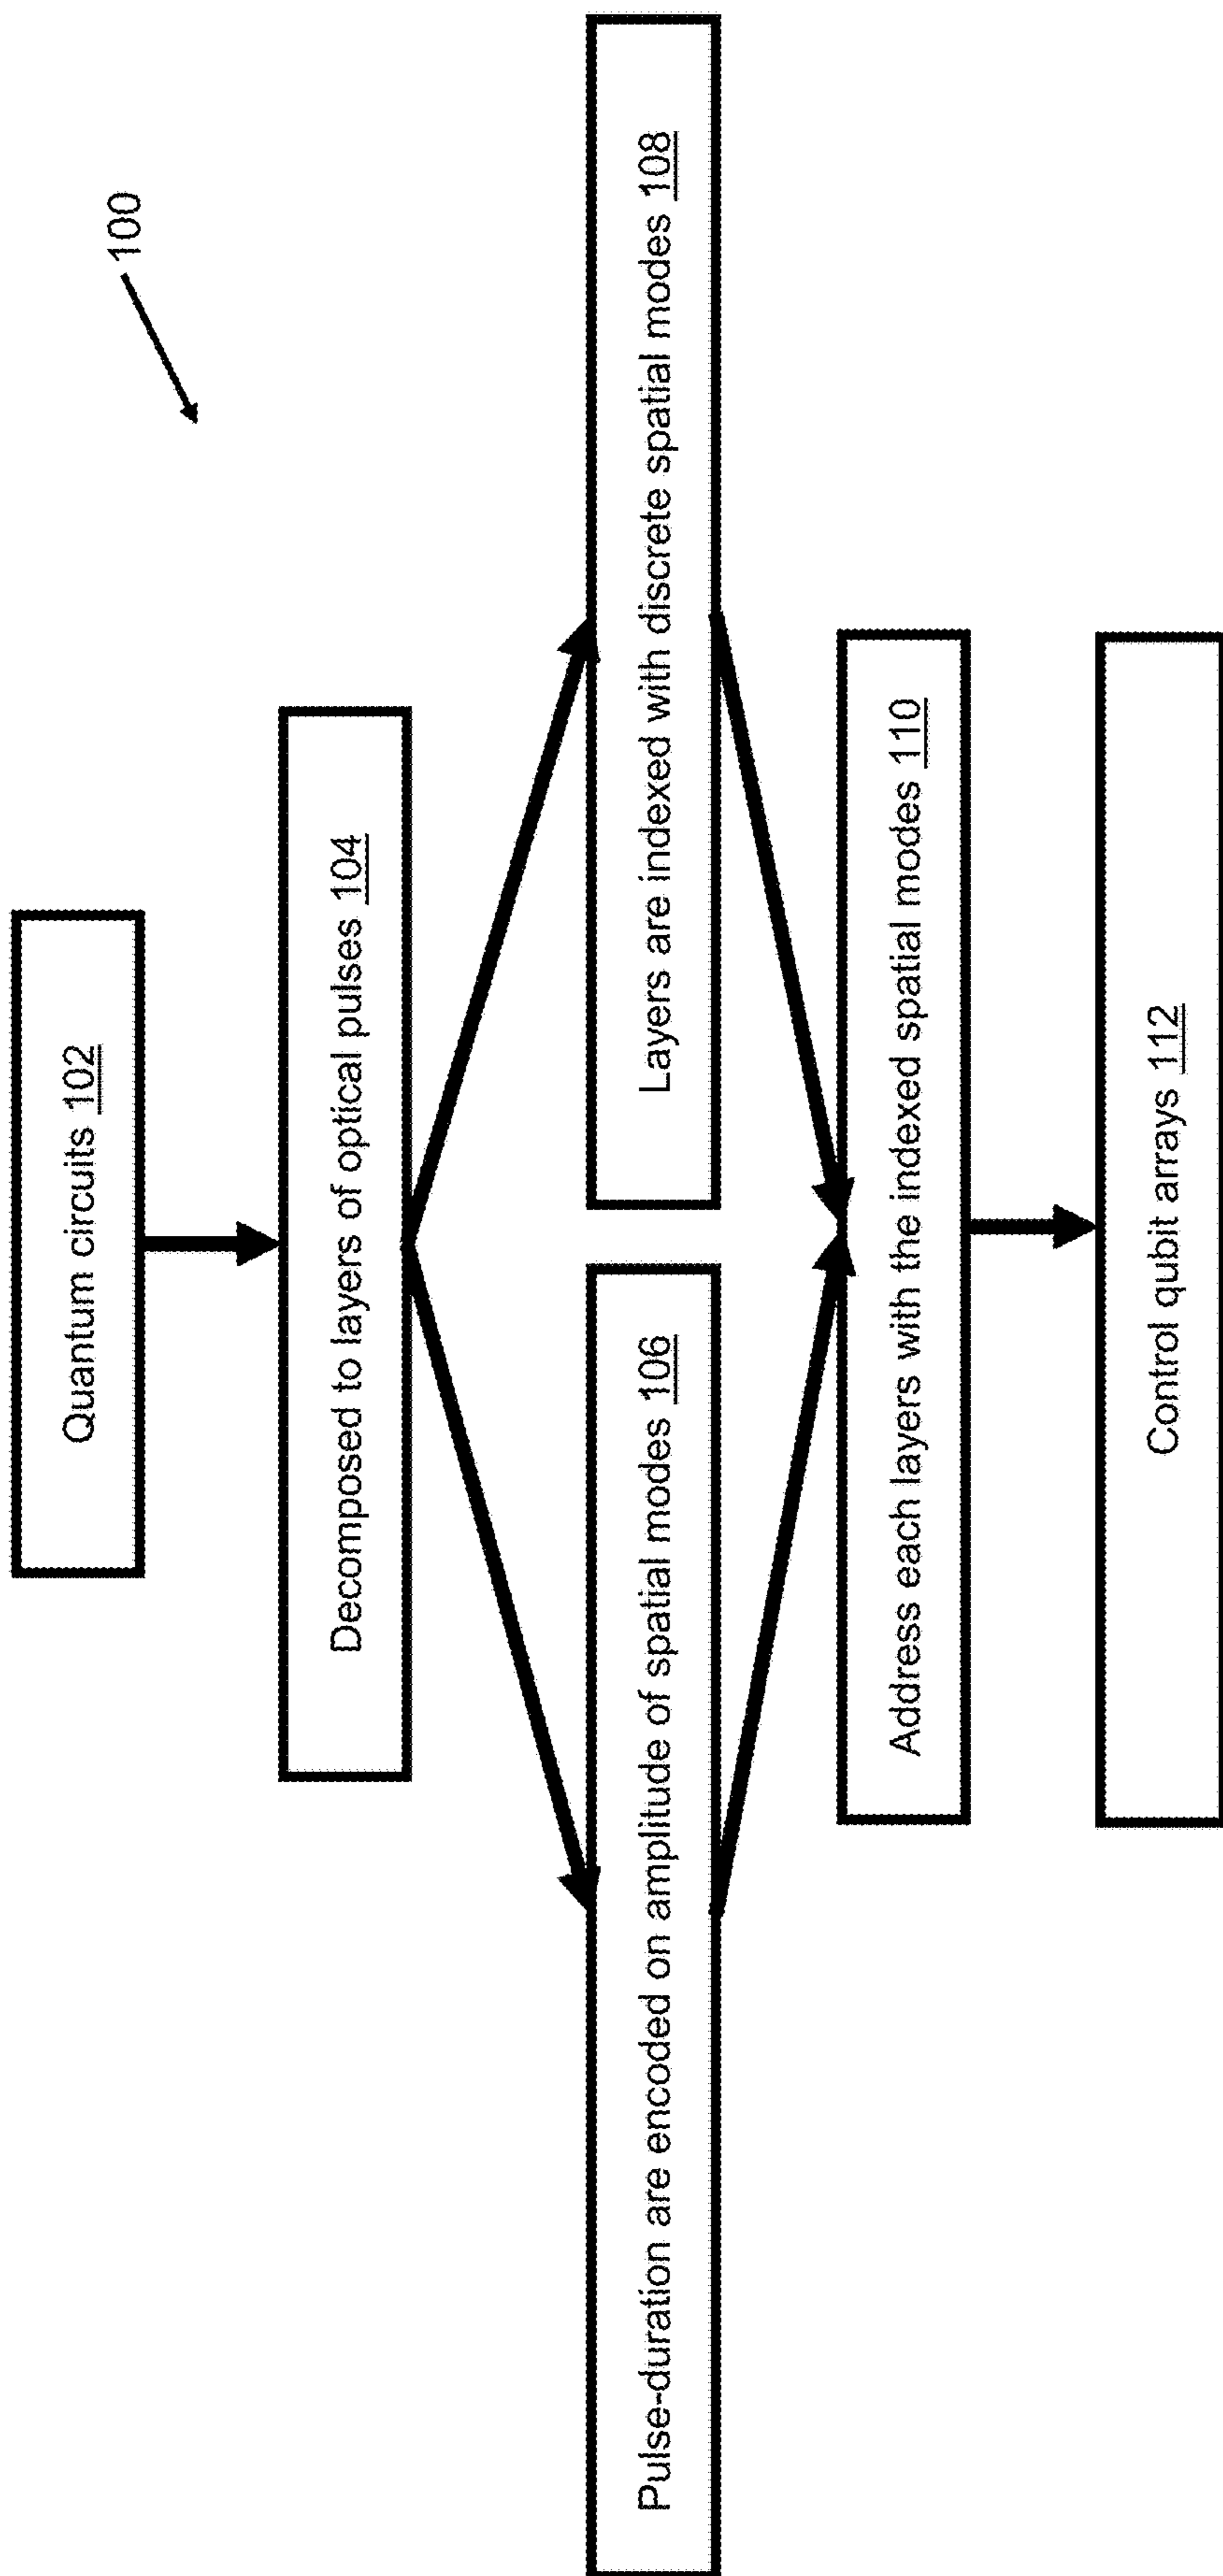 100
Quantum circuits 102
Decomposed to layers of optical pulses 104
Pulse-duration are encoded on amplitude of spatial modes 106
Layers are indexed with discrete spatial modes 108
Address each layers with the indexed spatial modes 110
Control qubit arrays 112